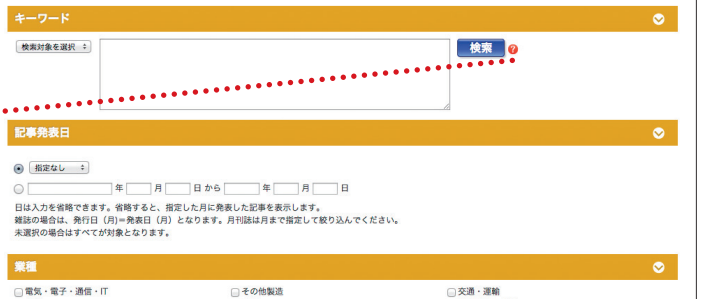 キーワード
検索対象を選択
検索 ?
記事発表日
指定なし
年 月 日 から 年 月 日
日は入力を省略できます。省略すると、指定した月に発表した記事を表示します。
雑誌の場合は、発行日（月）=発表日（月）となります。月刊誌は月まで指定して絞り込んでください。
未選択の場合はすべてが対象となります。
業種
電気・電子・通信・IT その他製造 交通・運輸